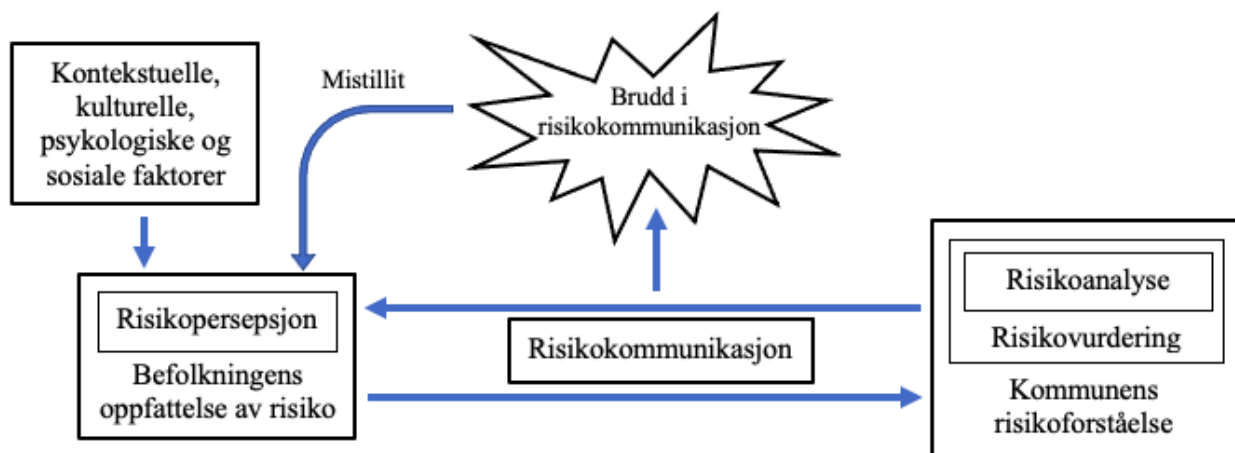 Kontekstuelle,
kulturelle,
psykologiske og
sosiale faktorer
Mistillit
Brudd i
risikokommunikasjon
Risikopersepsjon
Befolkningens
oppfattelse av risiko
Risikokommunikasjon
Risikoanalyse
Risikovurdering
Kommunens
risikoforståelse